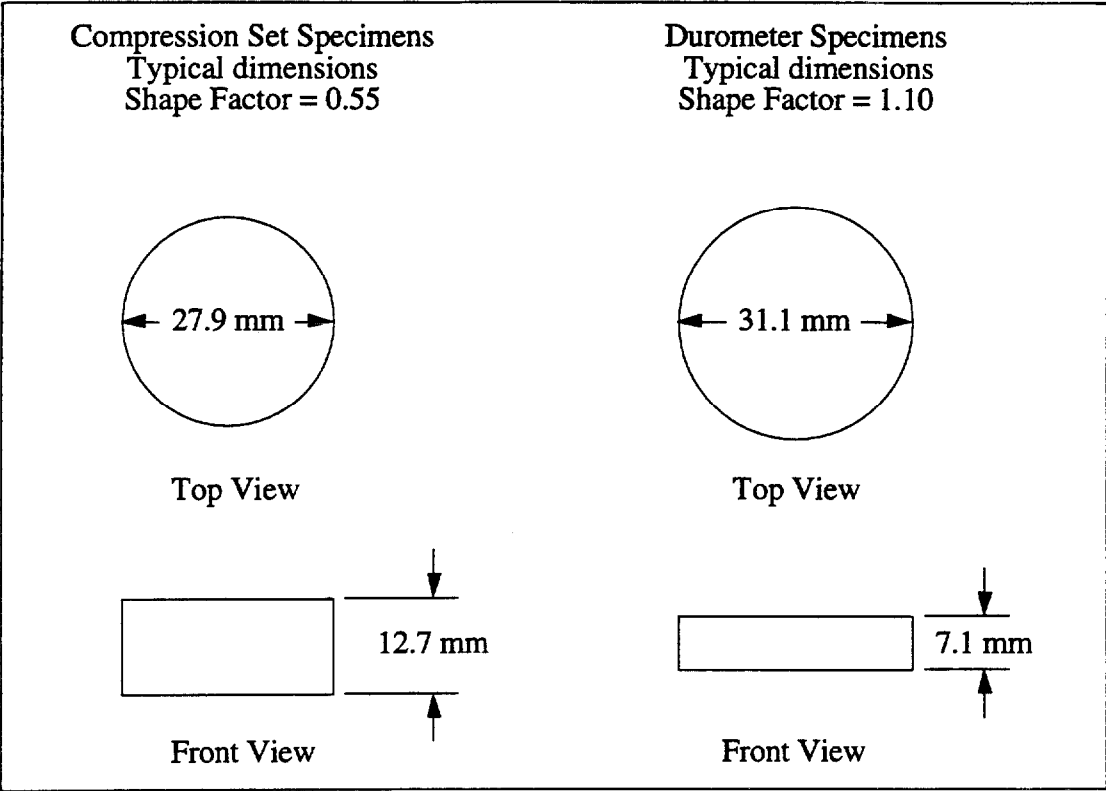 Compression Set Specimens
Typical dimensions
Shape Factor = 0.55
27.9 mm
Top View
12.7 mm
Front View
Durometer Specimens
Typical dimensions
Shape Factor = 1.10
31.1 mm
Top View
7.1 mm
Front View